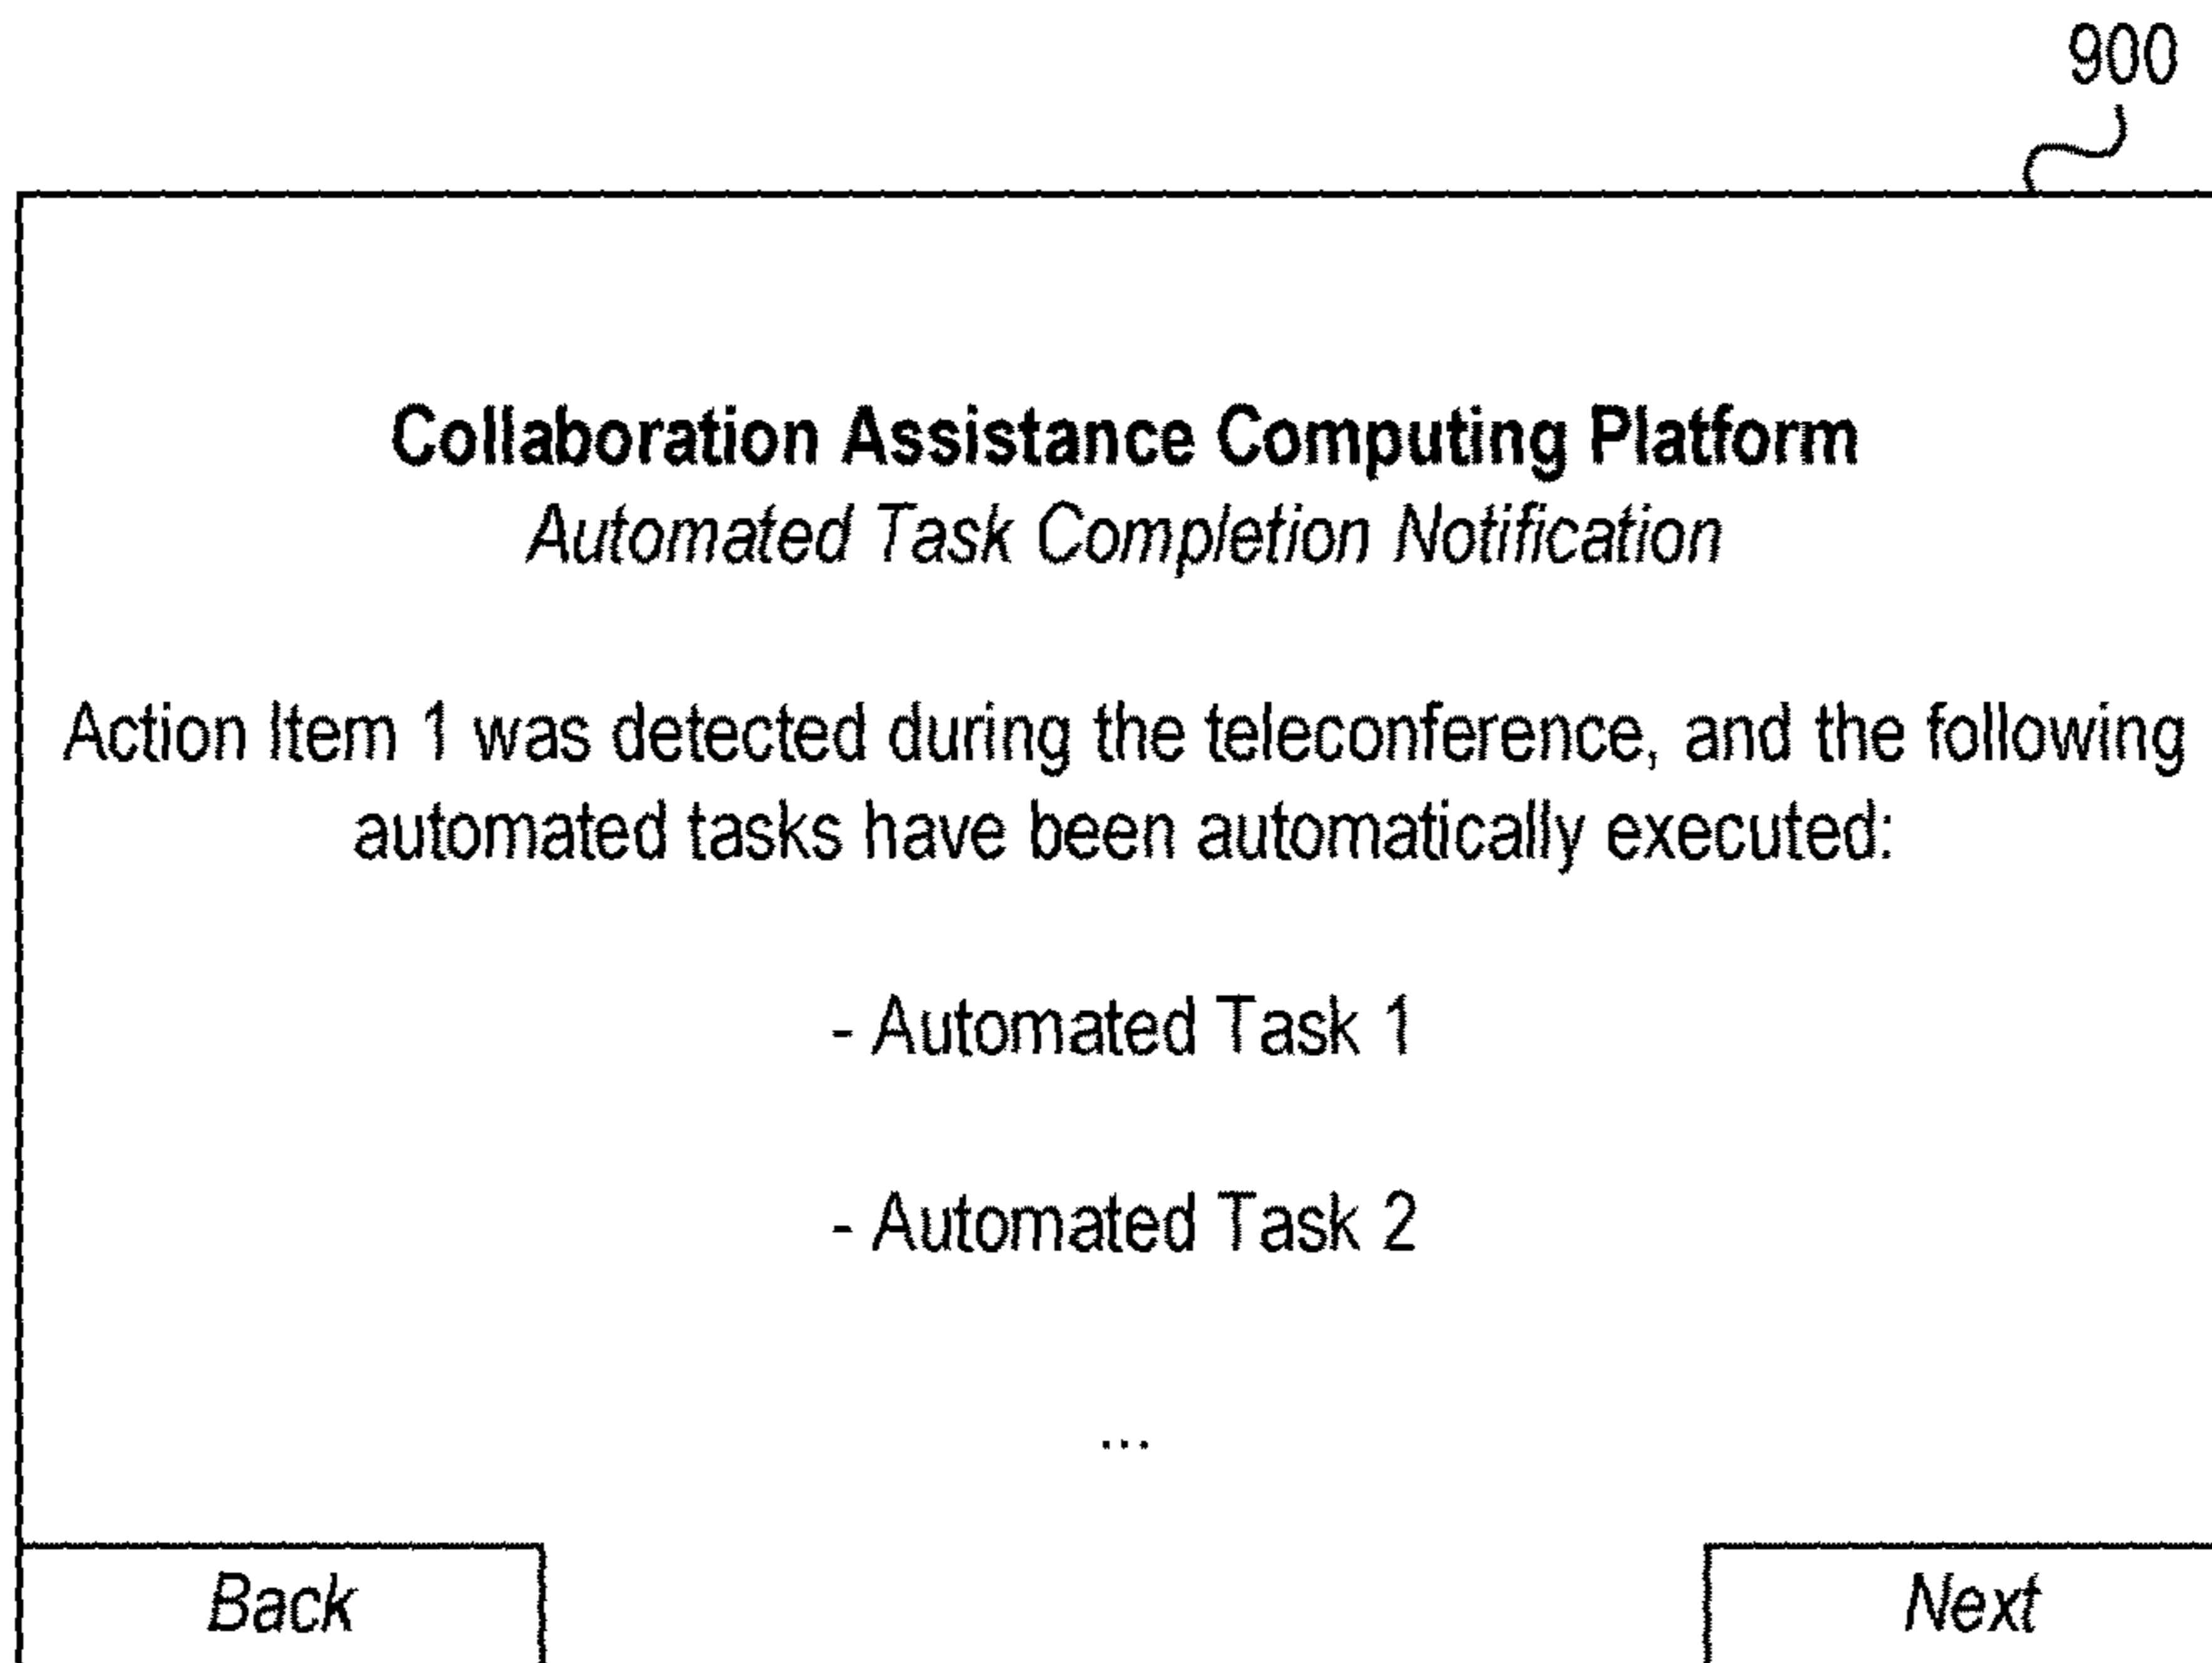 900
Collaboration Assistance Computing Platform
Automated Task Completion Notification
Action Item 1 was detected during the teleconference, and the following
automated tasks have been automatically executed:
- Automated Task 1
- Automated Task 2
...
Back
Next